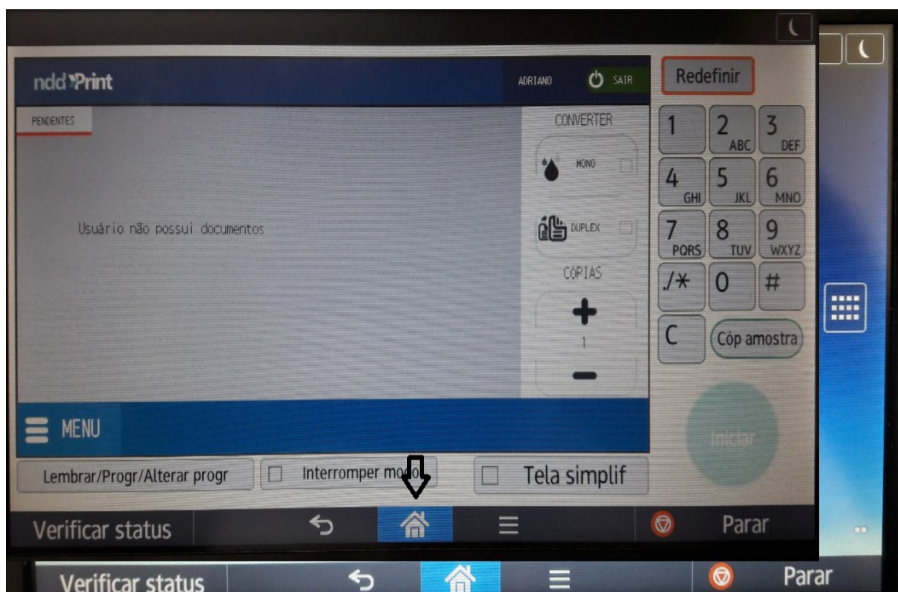 ndd Print
ADRIANO
SAIR
Redefinir
PENDENTES
CONVERTER
MONO
DUPLEX
Usuário não possui documentos
CÓPIAS
1
1
2 ABC
3 DEF
4 GHI
5 JKL
6 MNO
7 PQRS
8 TUV
9 WXYZ
./*
0
#
C
Cóp amostra
Iniciar
MENU
Lembrar/Progr/Alterar progr
Interromper modo
Tela simplif
Verificar status
Parar
Verificar status
Parar